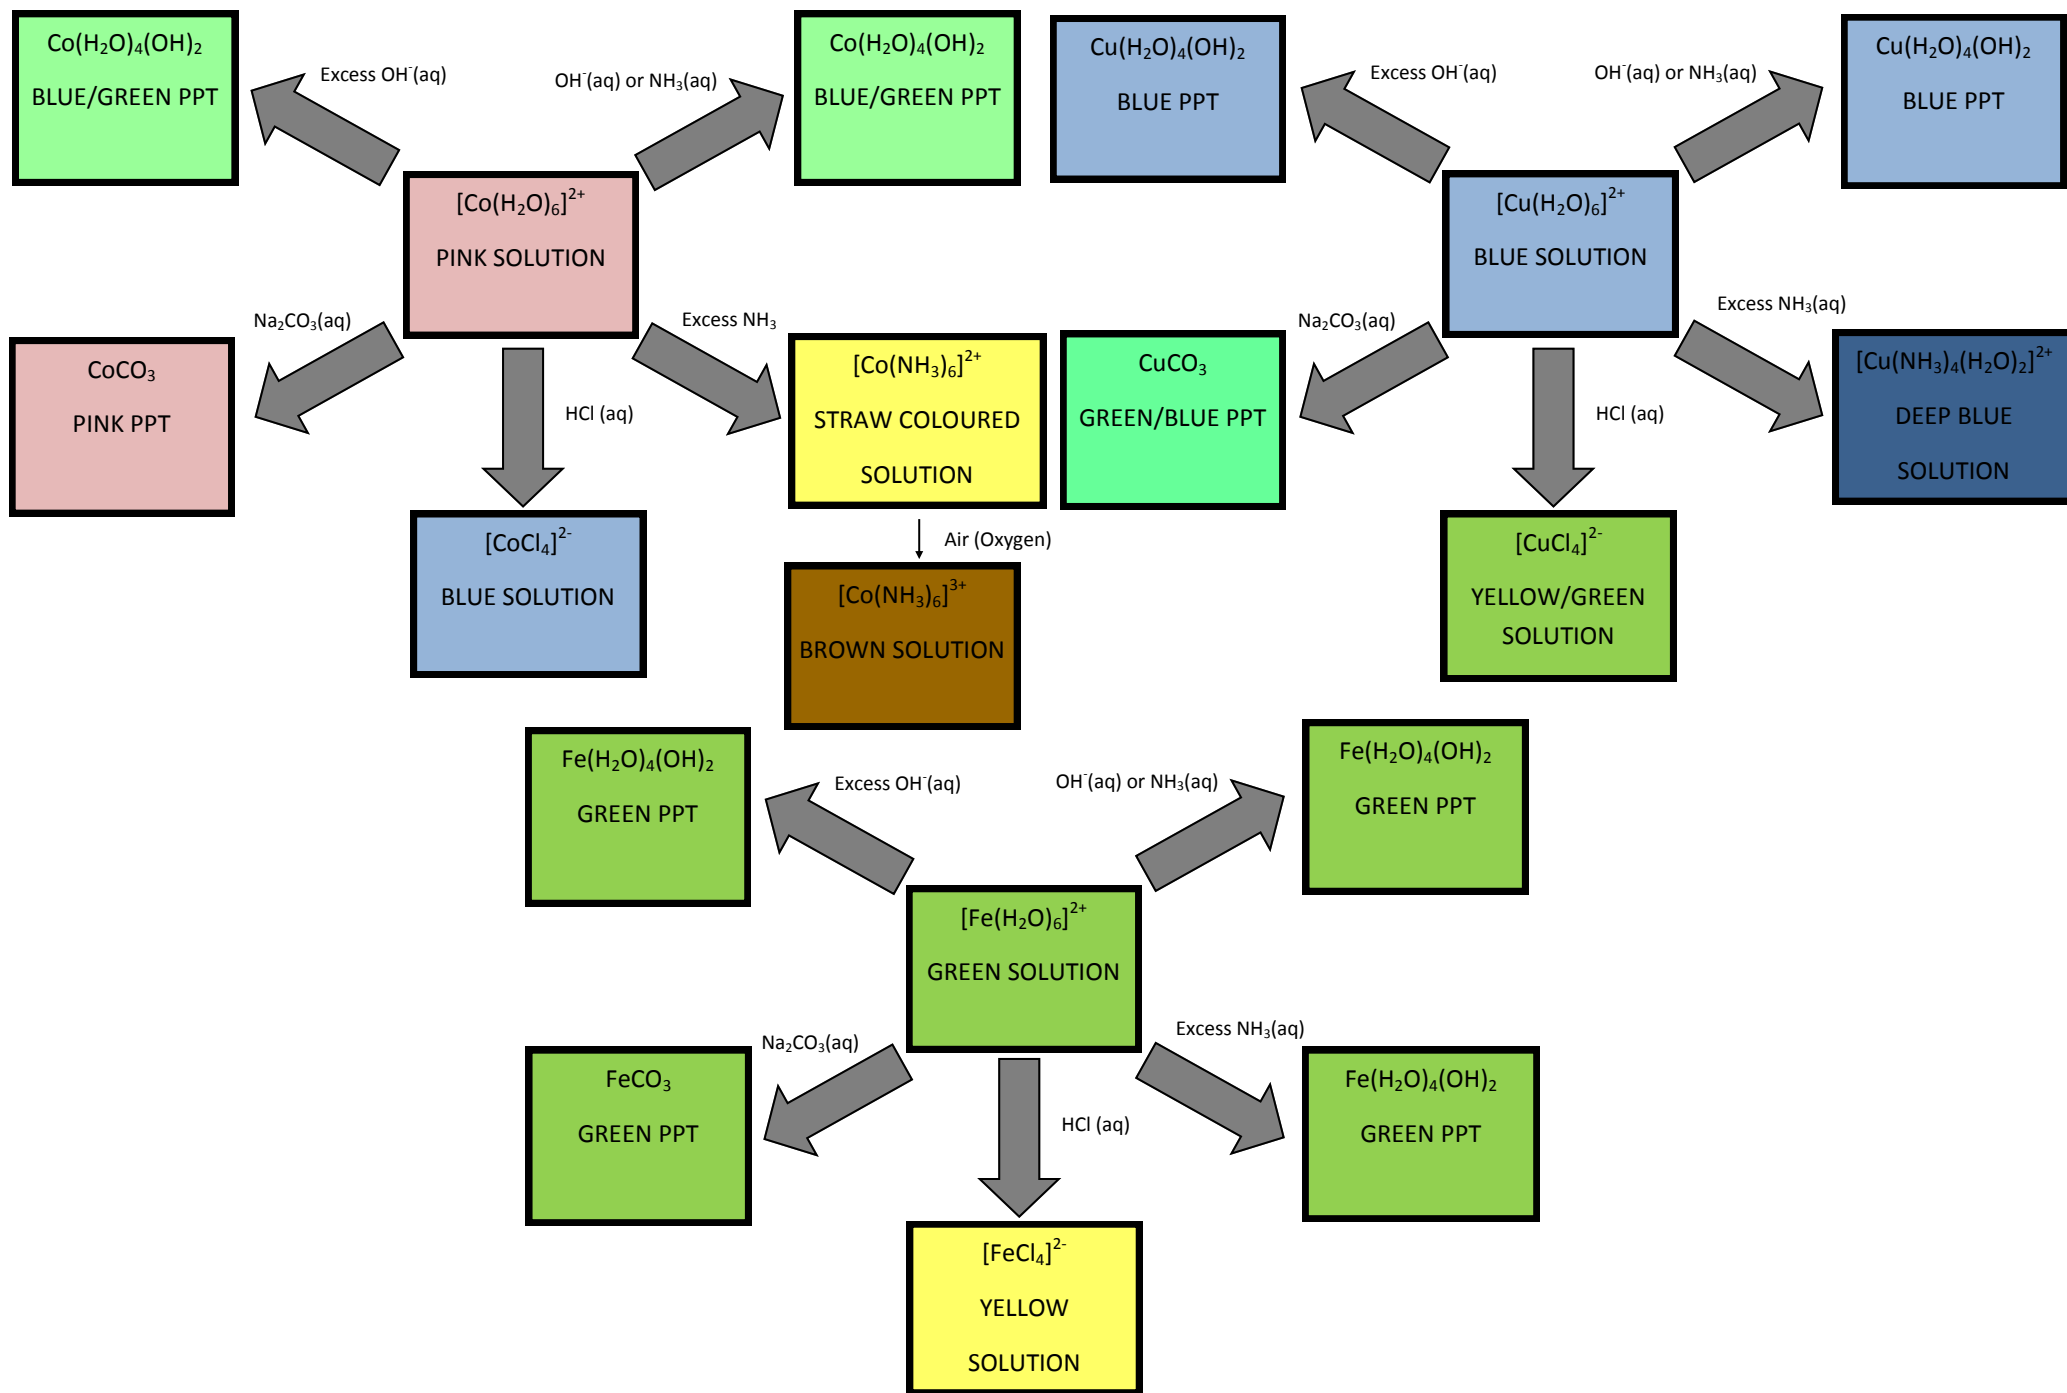 Co(H₂O)₄(OH)₂
BLUE/GREEN PPT
Excess OH⁻(aq)
OH⁻(aq) or NH₃(aq)
Co(H₂O)₄(OH)₂
BLUE/GREEN PPT
[Co(H₂O)₆]²⁺
PINK SOLUTION
Na₂CO₃(aq)
Excess NH₃
HCl (aq)
CoCO₃
PINK PPT
[Co(NH₃)₆]²⁺
STRAW COLOURED
SOLUTION
Air (Oxygen)
[CoCl₄]²⁻
BLUE SOLUTION
[Co(NH₃)₆]³⁺
BROWN SOLUTION
Cu(H₂O)₄(OH)₂
BLUE PPT
Excess OH⁻(aq)
OH⁻(aq) or NH₃(aq)
Cu(H₂O)₄(OH)₂
BLUE PPT
[Cu(H₂O)₆]²⁺
BLUE SOLUTION
Na₂CO₃(aq)
Excess NH₃(aq)
HCl (aq)
CuCO₃
GREEN/BLUE PPT
[Cu(NH₃)₄(H₂O)₂]²⁺
DEEP BLUE
SOLUTION
[CuCl₄]²⁻
YELLOW/GREEN
SOLUTION
Fe(H₂O)₄(OH)₂
GREEN PPT
Excess OH⁻(aq)
OH⁻(aq) or NH₃(aq)
Fe(H₂O)₄(OH)₂
GREEN PPT
[Fe(H₂O)₆]²⁺
GREEN SOLUTION
Na₂CO₃(aq)
Excess NH₃(aq)
HCl (aq)
FeCO₃
GREEN PPT
Fe(H₂O)₄(OH)₂
GREEN PPT
[FeCl₄]²⁻
YELLOW
SOLUTION